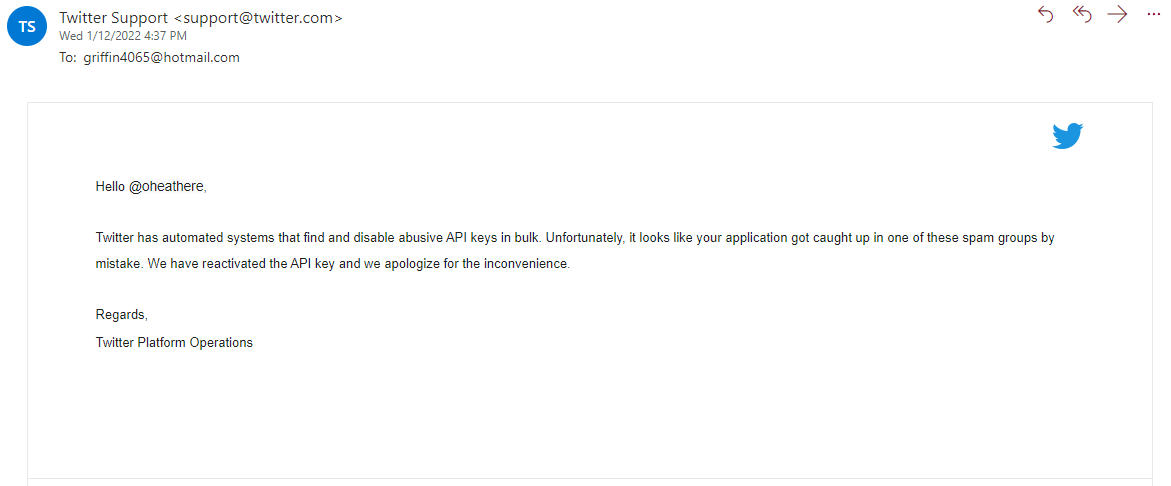 TS
Twitter Support <support@twitter.com>
Wed 1/12/2022 4:37 PM
To: griffin4065@hotmail.com
Hello @oheathere,
Twitter has automated systems that find and disable abusive API keys in bulk. Unfortunately, it looks like your application got caught up in one of these spam groups by
mistake. We have reactivated the API key and we apologize for the inconvenience.
Regards,
Twitter Platform Operations